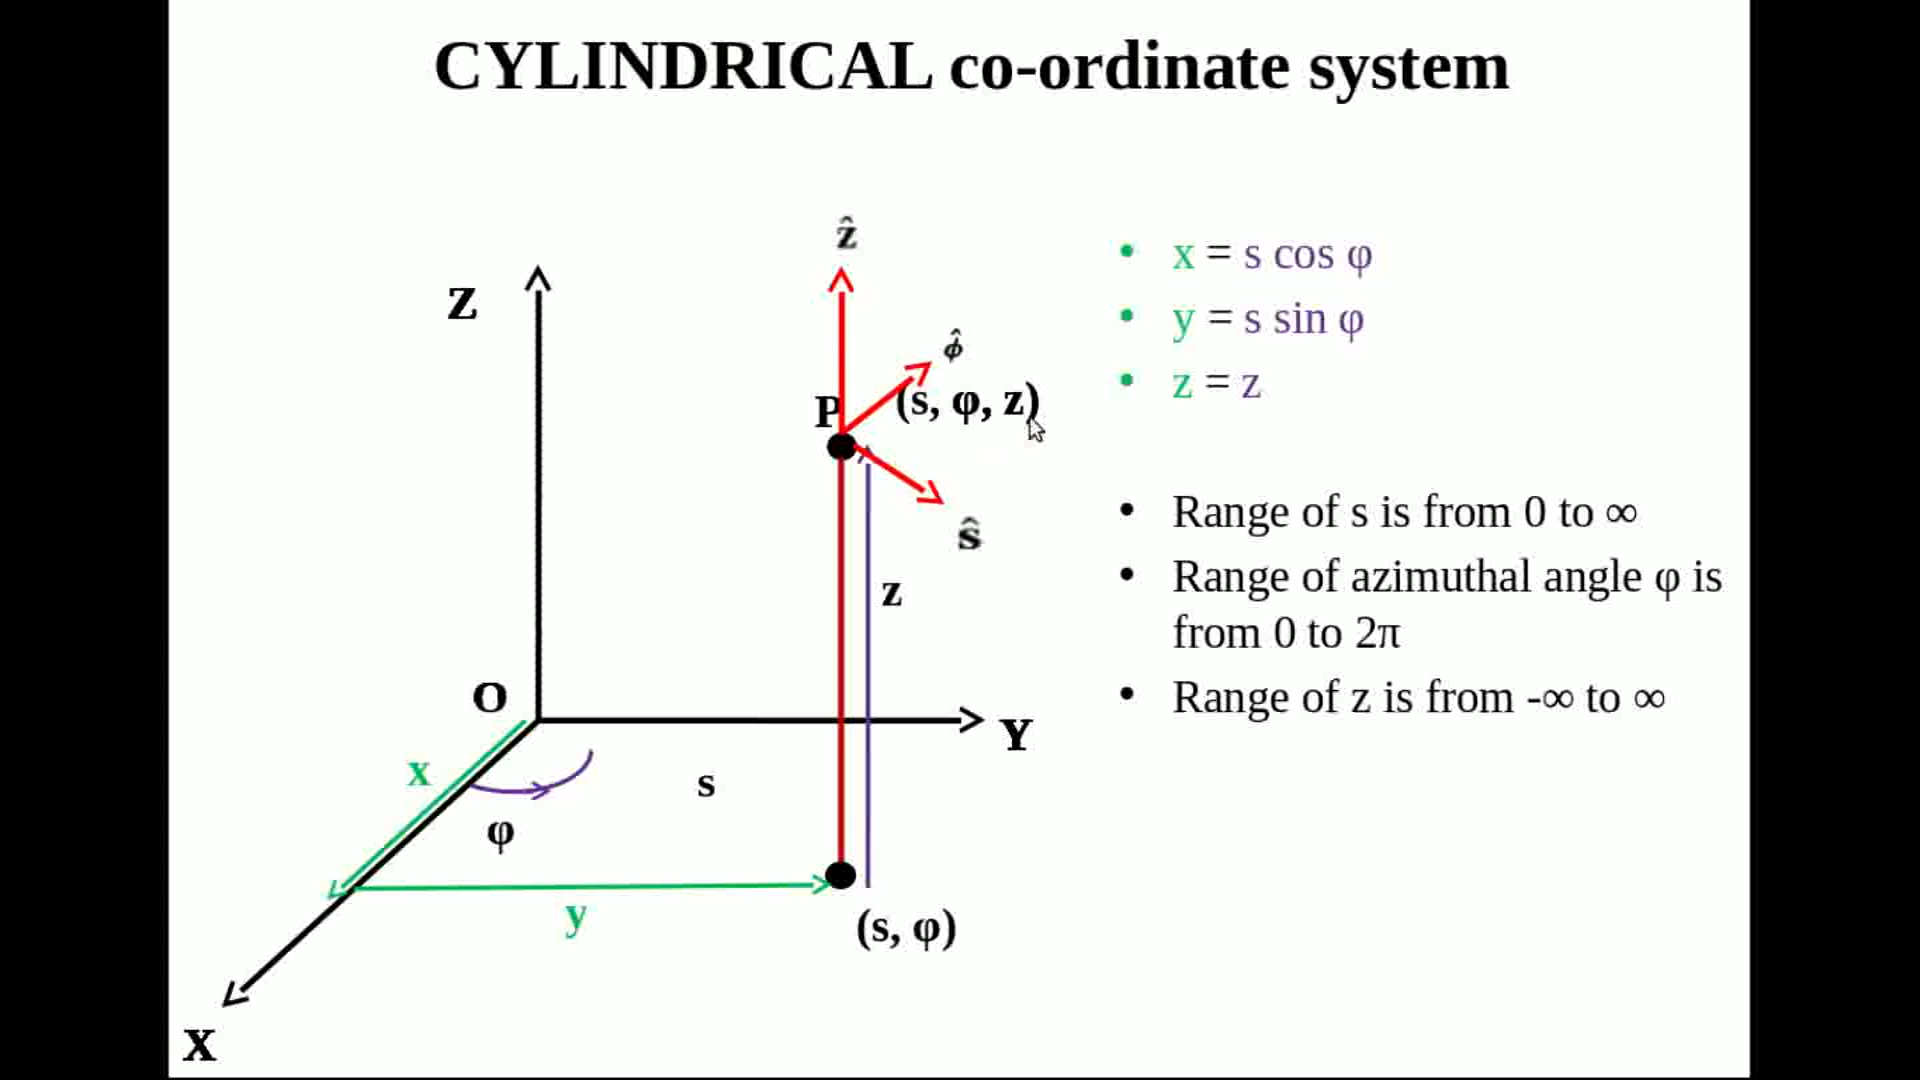 CYLINDRICAL co-ordinate system
ẑ
Z
ϕ̂
P
(s, φ, z)
ŝ
z
O
Y
x
s
φ
y
(s, φ)
X
• x = s cos φ
• y = s sin φ
• z = z
• Range of s is from 0 to ∞
• Range of azimuthal angle φ is
from 0 to 2π
• Range of z is from -∞ to ∞